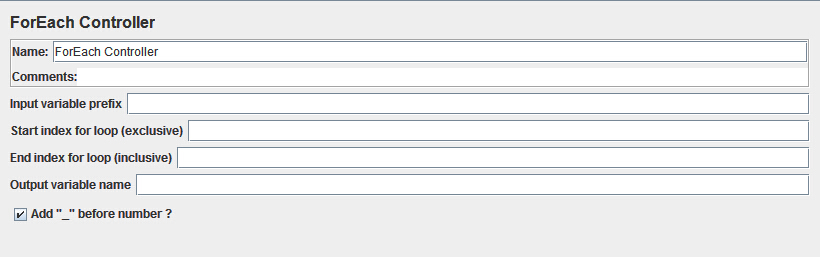 ForEach Controller
Name: ForEach Controller
Comments:
Input variable prefix
Start index for loop (exclusive)
End index for loop (inclusive)
Output variable name
Add "_" before number ?